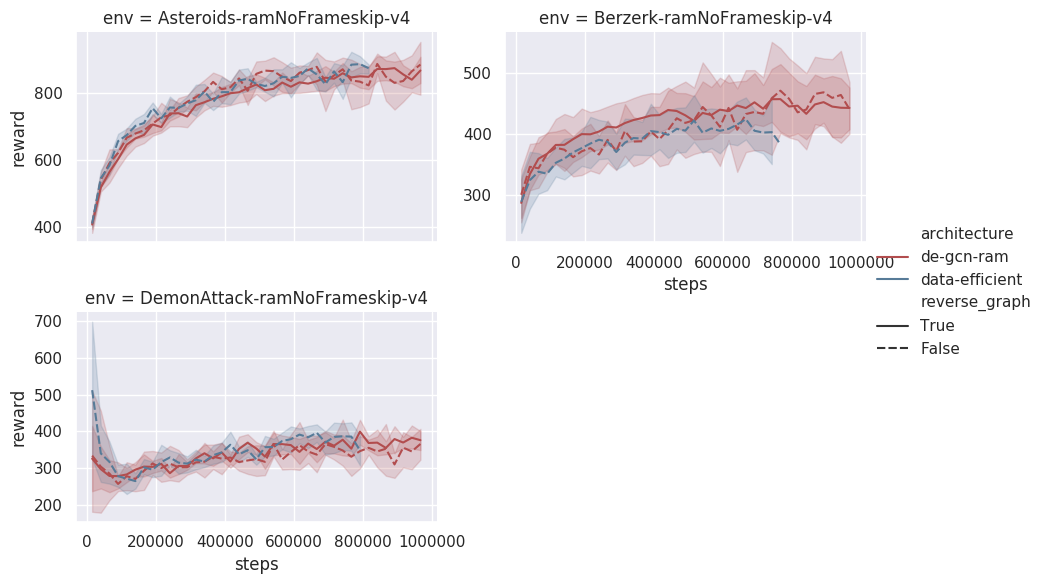 env = Asteroids-ramNoFrameskip-v4
reward
800
600
400
env = Berzerk-ramNoFrameskip-v4
500
400
300
0 200000 400000 600000 800000 1000000
steps
architecture
de-gcn-ram
data-efficient
reverse_graph
True
False
env = DemonAttack-ramNoFrameskip-v4
reward
700
600
500
400
300
200
0 200000 400000 600000 800000 1000000
steps